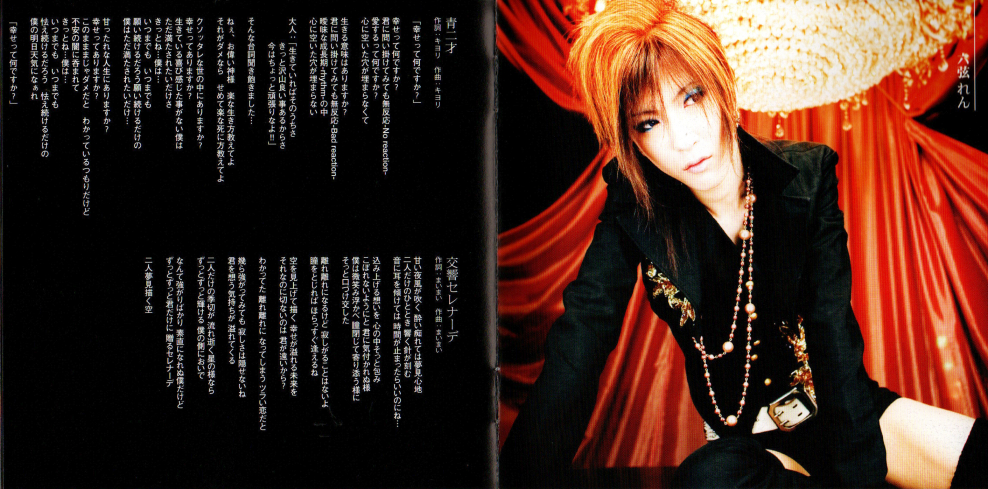 青二才
作詞：キヨリ 作曲：キヨリ
「幸せって何ですか？」
幸せって何ですか？
君に問い掛けてみても無反応-No reaction-
愛するって何ですか？
心に空いた穴が埋まらなくて
生きる意味はありますか？
君に問い掛けてみても無反応-Bad reaction-
曖昧な成長期-だけの中
心に空いた穴が埋まらない
大人：「生きていればそのうちさ
きっと沢山良い事あるからさ
今はちょっと頑張りなよ!!」
そんな台詞聞き飽きました…
ねぇ、お偉い神様 楽な生き方教えてよ
それがダメなら せめて楽な死に方教えてよ
クソッタレな世の中にありますか？
幸せってありますか？
生きている喜び感じた事がない僕は
ただ満たされたいだけさ
きっとね…僕は…
いつまでも いつまでも
願い続けるだろう願い続けるだけの
僕はただ満たされたいだけ…
甘ったれな人生にありますか？
幸せってありますか？
このままじゃダメだと わかっているつもりだけど
不安の闇に呑まれて
きっとね…僕は…
いつまでも いつまでも
怯え続けるだろう 怯え続けるだけの
僕の明日天気になぁれ
「幸せって何ですか？」
交響セレナーデ
作詞：まいまい 作曲：まいまい
甘い夜風が吹く 酔い痴れては夢見心地
二人だけのひととき 響く針が刻む
音に耳を傾けては 時間が止まったらいいのにね…
込み上げる想いを 心の中そっと包み
こぼれないようにと 君に気付かれぬ様
僕は微笑み浮かべ 瞳閉じて寄り添う様に
そっと口づけ交した
離れ離れになるけど 寂しがることはないよ
瞳をとじれば ほらっすぐ逢えるね
空を見上げて描く 幸せが溢れる未来を
それなのに切ないのは 君が遠いから？
わかってた 離れ離れになってしまう ツラい恋だと
幾ら強がってみても 寂しさは隠せないね
君を想う気持ちが 溢れてくる
二人だけの季節が 流れ逝く 星の様なら
ずっとずっと輝ける 僕の側においで
なんて強がりばかり 素直になれぬ僕だけど
ずっとずっと君だけに 贈るセレナーデ
二人夢見描く空
六弦 れん